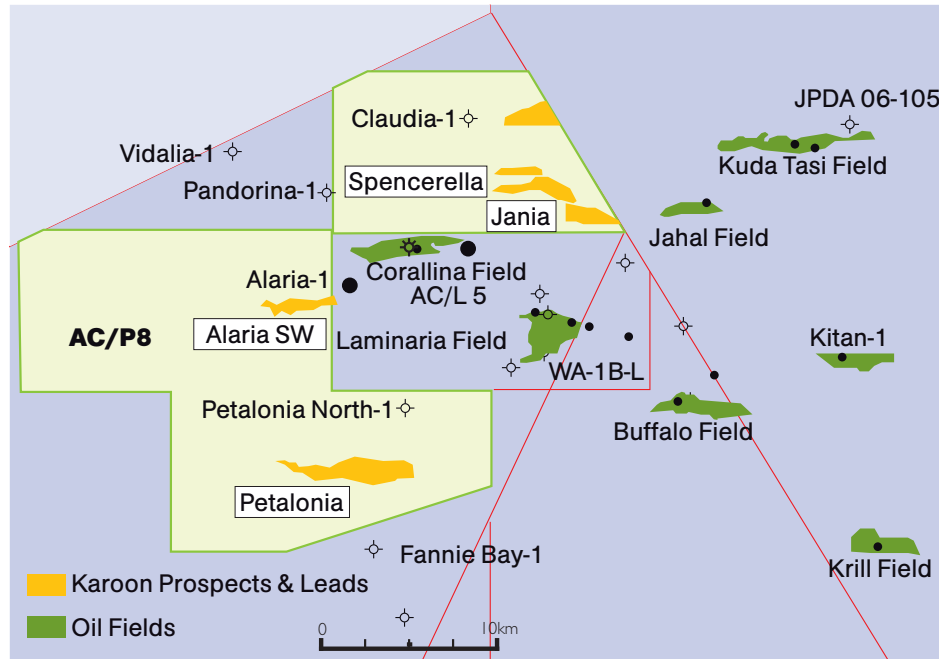 JPDA 06-105
Claudia-1
Vidalia-1
Kuda Tasi Field
Pandorina-1
Spencerella
Jania
Jahal Field
Alaria-1
Corallina Field
AC/L 5
AC/P8
Alaria SW
Laminaria Field
Kitan-1
WA-1B-L
Petalonia North-1
Buffalo Field
Petalonia
Fannie Bay-1
Krill Field
Karoon Prospects & Leads
Oil Fields
0 10km